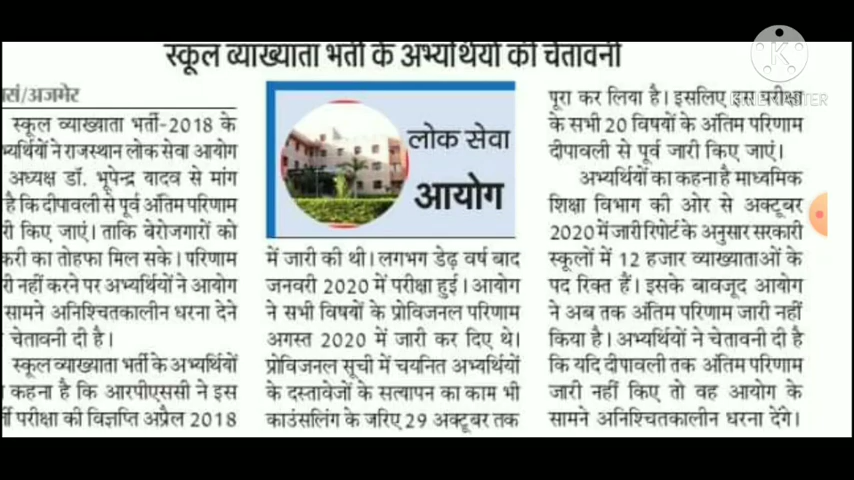 स्कूल व्याख्याता भर्ती के अभ्यर्थियों की चेतावनी
अजमेर
स्कूल व्याख्याता भर्ती-2018 के
ने राजस्थान लोक सेवा आयोग
अध्यक्ष डॉ. भूपेन्द्र यादव से मांग
है कि दीपावली से पूर्व अंतिम परिणाम
किए जाएं। ताकि बेरोजगारों को
का तोहफा मिल सके। परिणाम
नहीं करने पर अभ्यर्थियों ने आयोग
सामने अनिश्चितकालीन धरना देने
चेतावनी दी है।
स्कूल व्याख्याता भर्ती के अभ्यर्थियों
कहना है कि आरपीएससी ने इस
परीक्षा की विज्ञप्ति अप्रैल 2018
लोक सेवा
आयोग
में जारी की थी। लगभग डेढ़ वर्ष बाद
जनवरी 2020 में परीक्षा हुई। आयोग
ने सभी विषयों के प्रोविजनल परिणाम
अगस्त 2020 में जारी कर दिए थे।
प्रोविजनल सूची में चयनित अभ्यर्थियों
के दस्तावेजों के सत्यापन का काम भी
काउंसलिंग के जरिए 29 अक्टूबर तक
पूरा कर लिया है। इसलिए इस परीक्षा
के सभी 20 विषयों के अंतिम परिणाम
दीपावली से पूर्व जारी किए जाएं।
अभ्यर्थियों का कहना है माध्यमिक
शिक्षा विभाग की ओर से अक्टूबर
2020 में जारी रिपोर्ट के अनुसार सरकारी
स्कूलों में 12 हजार व्याख्याताओं के
पद रिक्त हैं। इसके बावजूद आयोग
ने अब तक अंतिम परिणाम जारी नहीं
किया है। अभ्यर्थियों ने चेतावनी दी है
कि यदि दीपावली तक अंतिम परिणाम
जारी नहीं किए तो वह आयोग के
सामने अनिश्चितकालीन धरना देंगे।